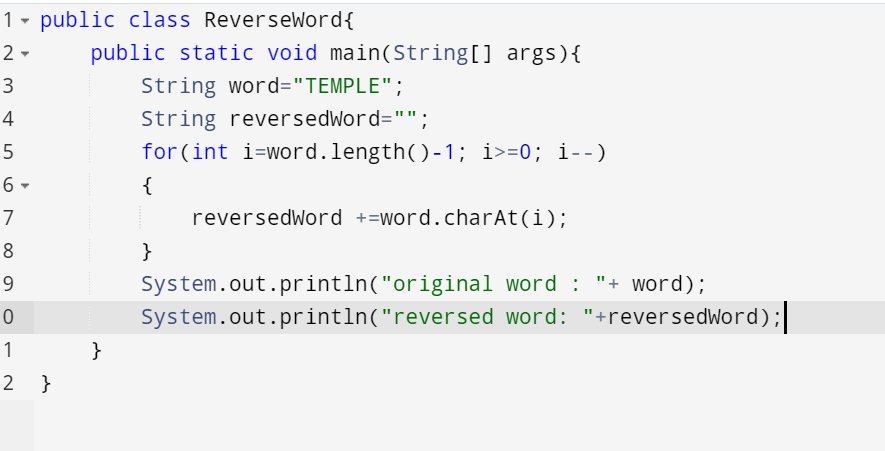 1 public class ReverseWord{
2     public static void main(String[] args){
3         String word="TEMPLE";
4         String reversedWord="";
5         for(int i=word.length()-1; i>=0; i--)
6         {
7             reversedWord +=word.charAt(i);
8         }
9         System.out.println("original word : "+ word);
0         System.out.println("reversed word: "+reversedWord);
1     }
2 }